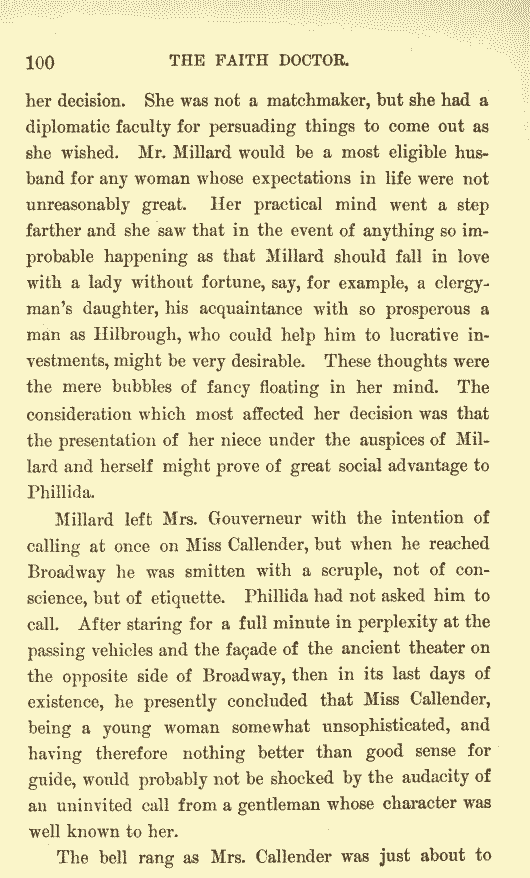 100 THE FAITH DOCTOR.
her decision. She was not a matchmaker, but she had a
diplomatic faculty for persuading things to come out as
she wished. Mr. Millard would be a most eligible hus-
band for any woman whose expectations in life were not
unreasonably great. Her practical mind went a step
farther and she saw that in the event of anything so im-
probable happening as that Millard should fall in love
with a lady without fortune, say, for example, a clergy-
man's daughter, his acquaintance with so prosperous a
man as Hilbrough, who could help him to lucrative in-
vestments, might be very desirable. These thoughts were
the mere bubbles of fancy floating in her mind. The
consideration which most affected her decision was that
the presentation of her niece under the auspices of Mil-
lard and herself might prove of great social advantage to
Phillida.
Millard left Mrs. Gouverneur with the intention of
calling at once on Miss Callender, but when he reached
Broadway he was smitten with a scruple, not of con-
science, but of etiquette. Phillida had not asked him to
call. After staring for a full minute in perplexity at the
passing vehicles and the façade of the ancient theater on
the opposite side of Broadway, then in its last days of
existence, he presently concluded that Miss Callender,
being a young woman somewhat unsophisticated, and
having therefore nothing better than good sense for
guide, would probably not be shocked by the audacity of
an uninvited call from a gentleman whose character was
well known to her.
The bell rang as Mrs. Callender was just about to